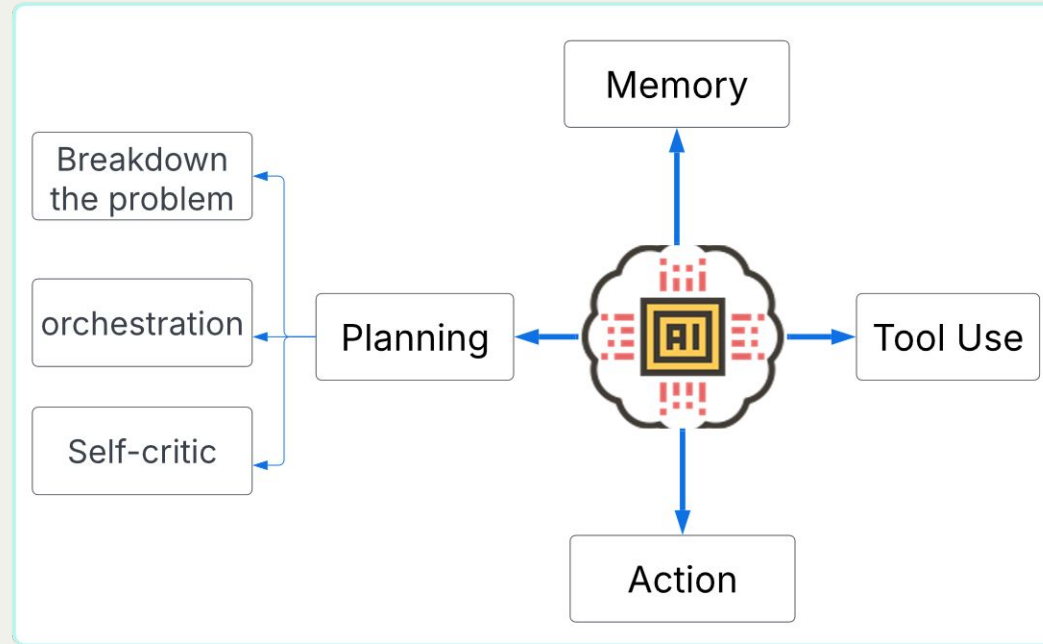 Memory
Breakdown
the problem
orchestration
Planning
AI
Tool Use
Self-critic
Action